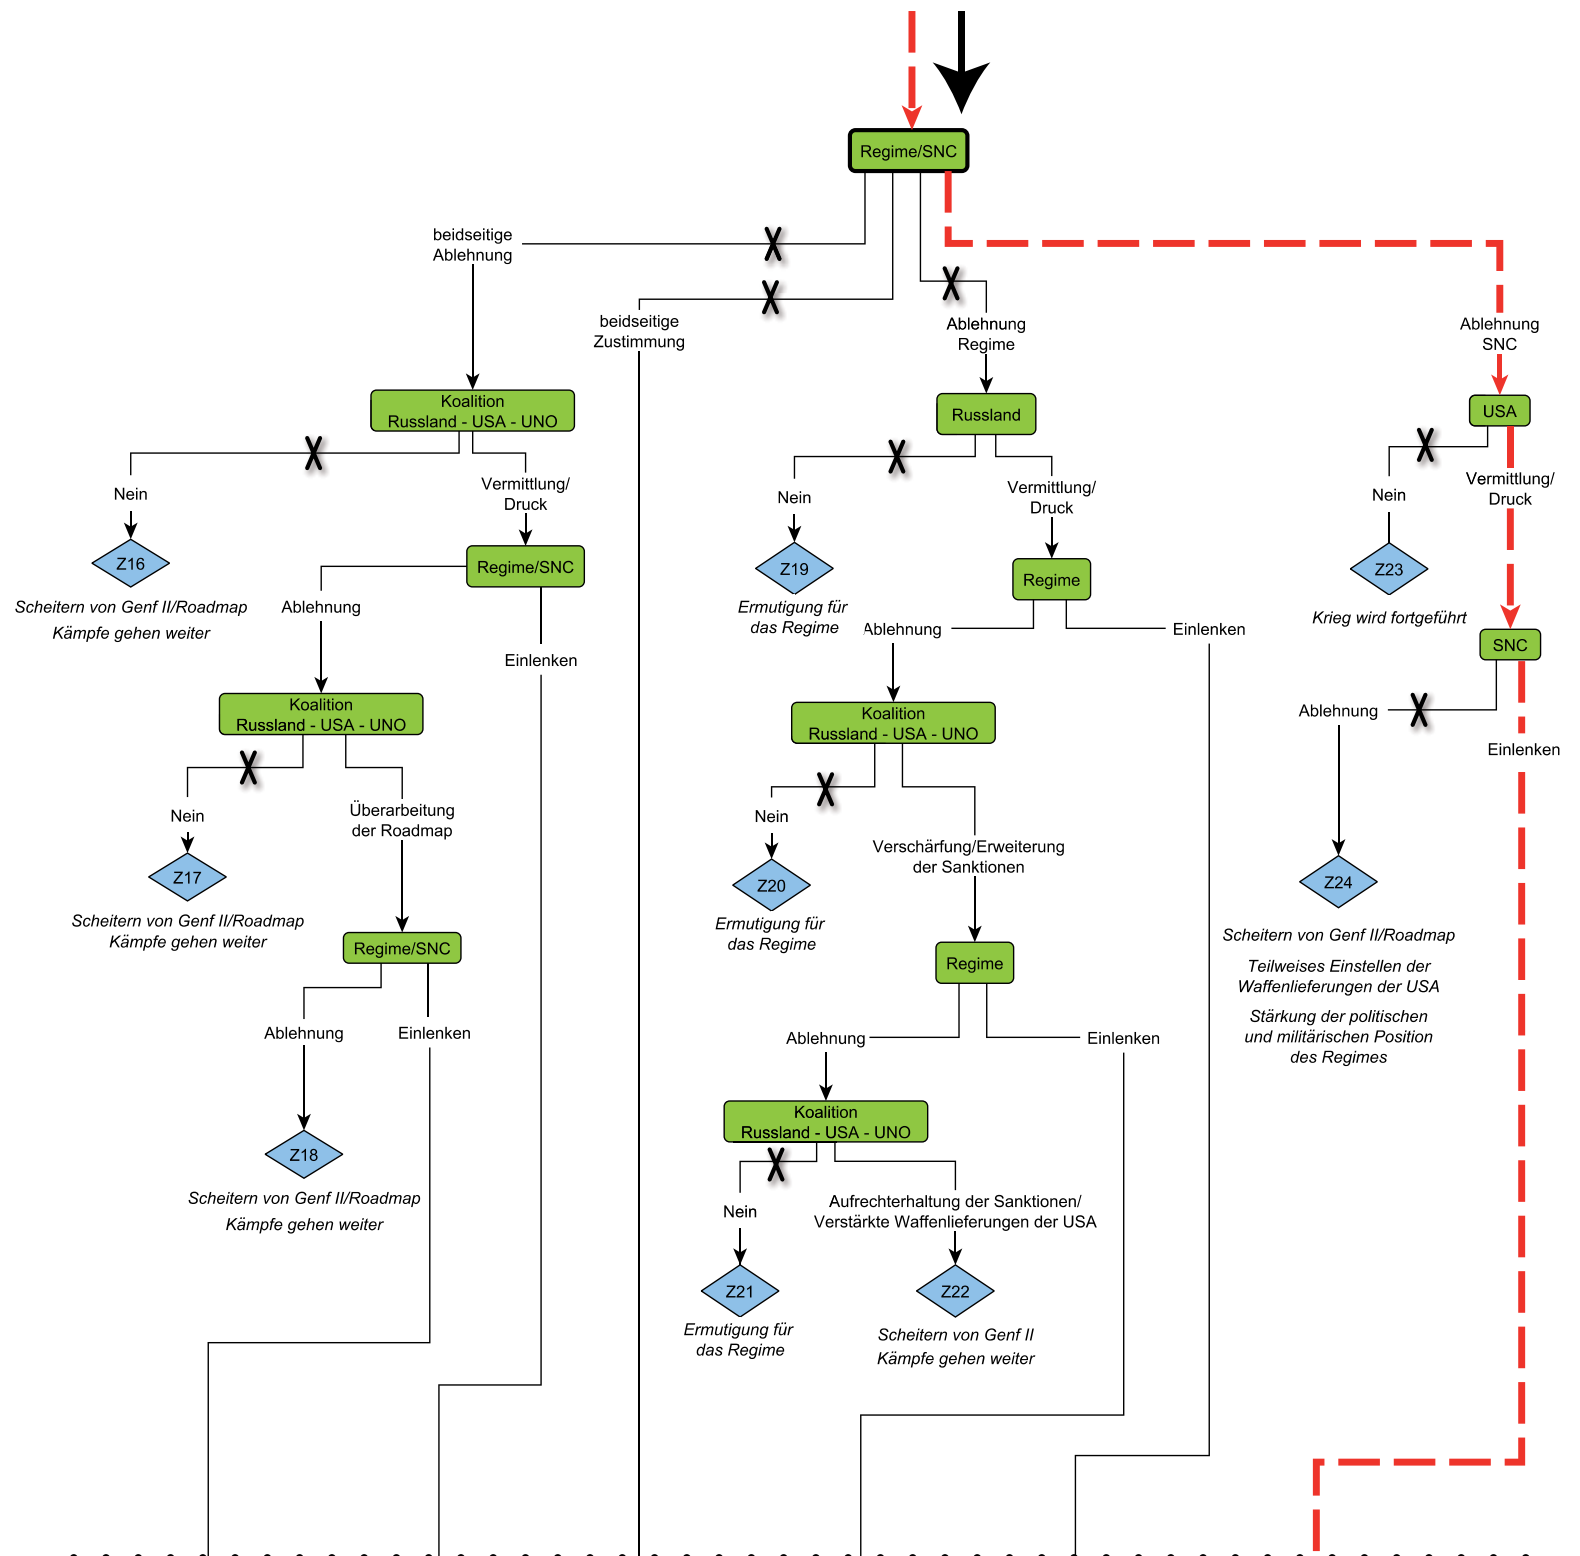 Regime/SNC
beidseitige
Ablehnung
beidseitige
Zustimmung
Ablehnung
Regime
Ablehnung
SNC
Koalition
Russland - USA - UNO
Russland
USA
Nein
Vermittlung/
Druck
Nein
Vermittlung/
Druck
Nein
Vermittlung/
Druck
Z16
Scheitern von Genf II/Roadmap
Kämpfe gehen weiter
Regime/SNC
Z19
Ermutigung für
das Regime
Regime
Z23
Krieg wird fortgeführt
SNC
Ablehnung
Einlenken
Ablehnung
Einlenken
Ablehnung
Einlenken
Koalition
Russland - USA - UNO
Koalition
Russland - USA - UNO
Nein
Überarbeitung
der Roadmap
Nein
Verschärfung/Erweiterung
der Sanktionen
Z17
Scheitern von Genf II/Roadmap
Kämpfe gehen weiter
Z20
Ermutigung für
das Regime
Z24
Scheitern von Genf II/Roadmap
Teilweises Einstellen der
Waffenlieferungen der USA
Stärkung der politischen
und militärischen Position
des Regimes
Regime/SNC
Regime
Ablehnung
Einlenken
Ablehnung
Einlenken
Z18
Scheitern von Genf II/Roadmap
Kämpfe gehen weiter
Koalition
Russland - USA - UNO
Nein
Aufrechterhaltung der Sanktionen/
Verstärkte Waffenlieferungen der USA
Z21
Ermutigung für
das Regime
Z22
Scheitern von Genf II
Kämpfe gehen weiter